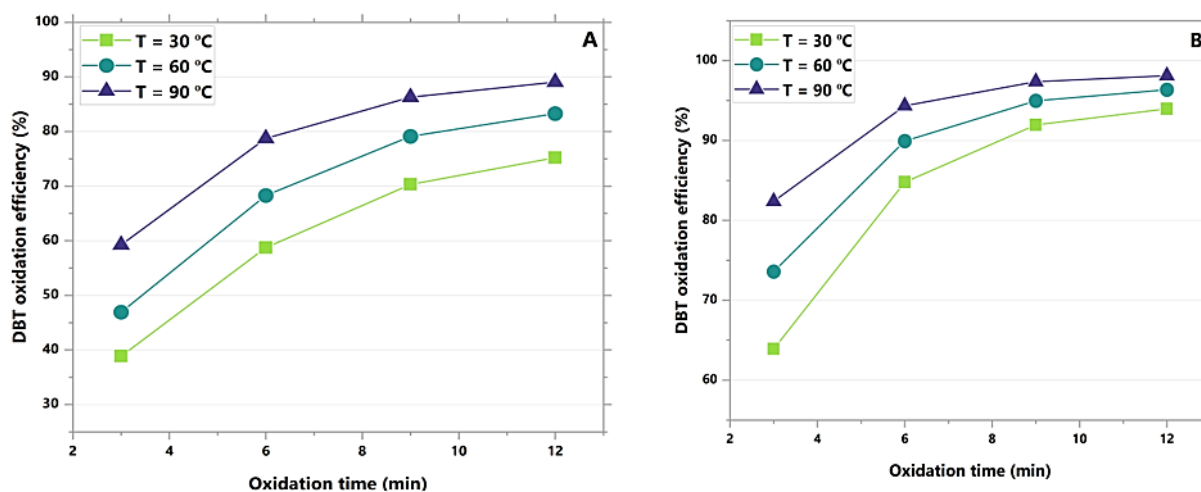 A
T = 30 ºC
T = 60 ºC
T = 90 ºC
100
90
80
70
60
50
40
30
2
4
6
8
10
12
DBT oxidation efficiency (%)
Oxidation time (min)
B
T = 30 ºC
T = 60 ºC
T = 90 ºC
100
90
80
70
60
2
4
6
8
10
12
DBT oxidation efficiency (%)
Oxidation time (min)